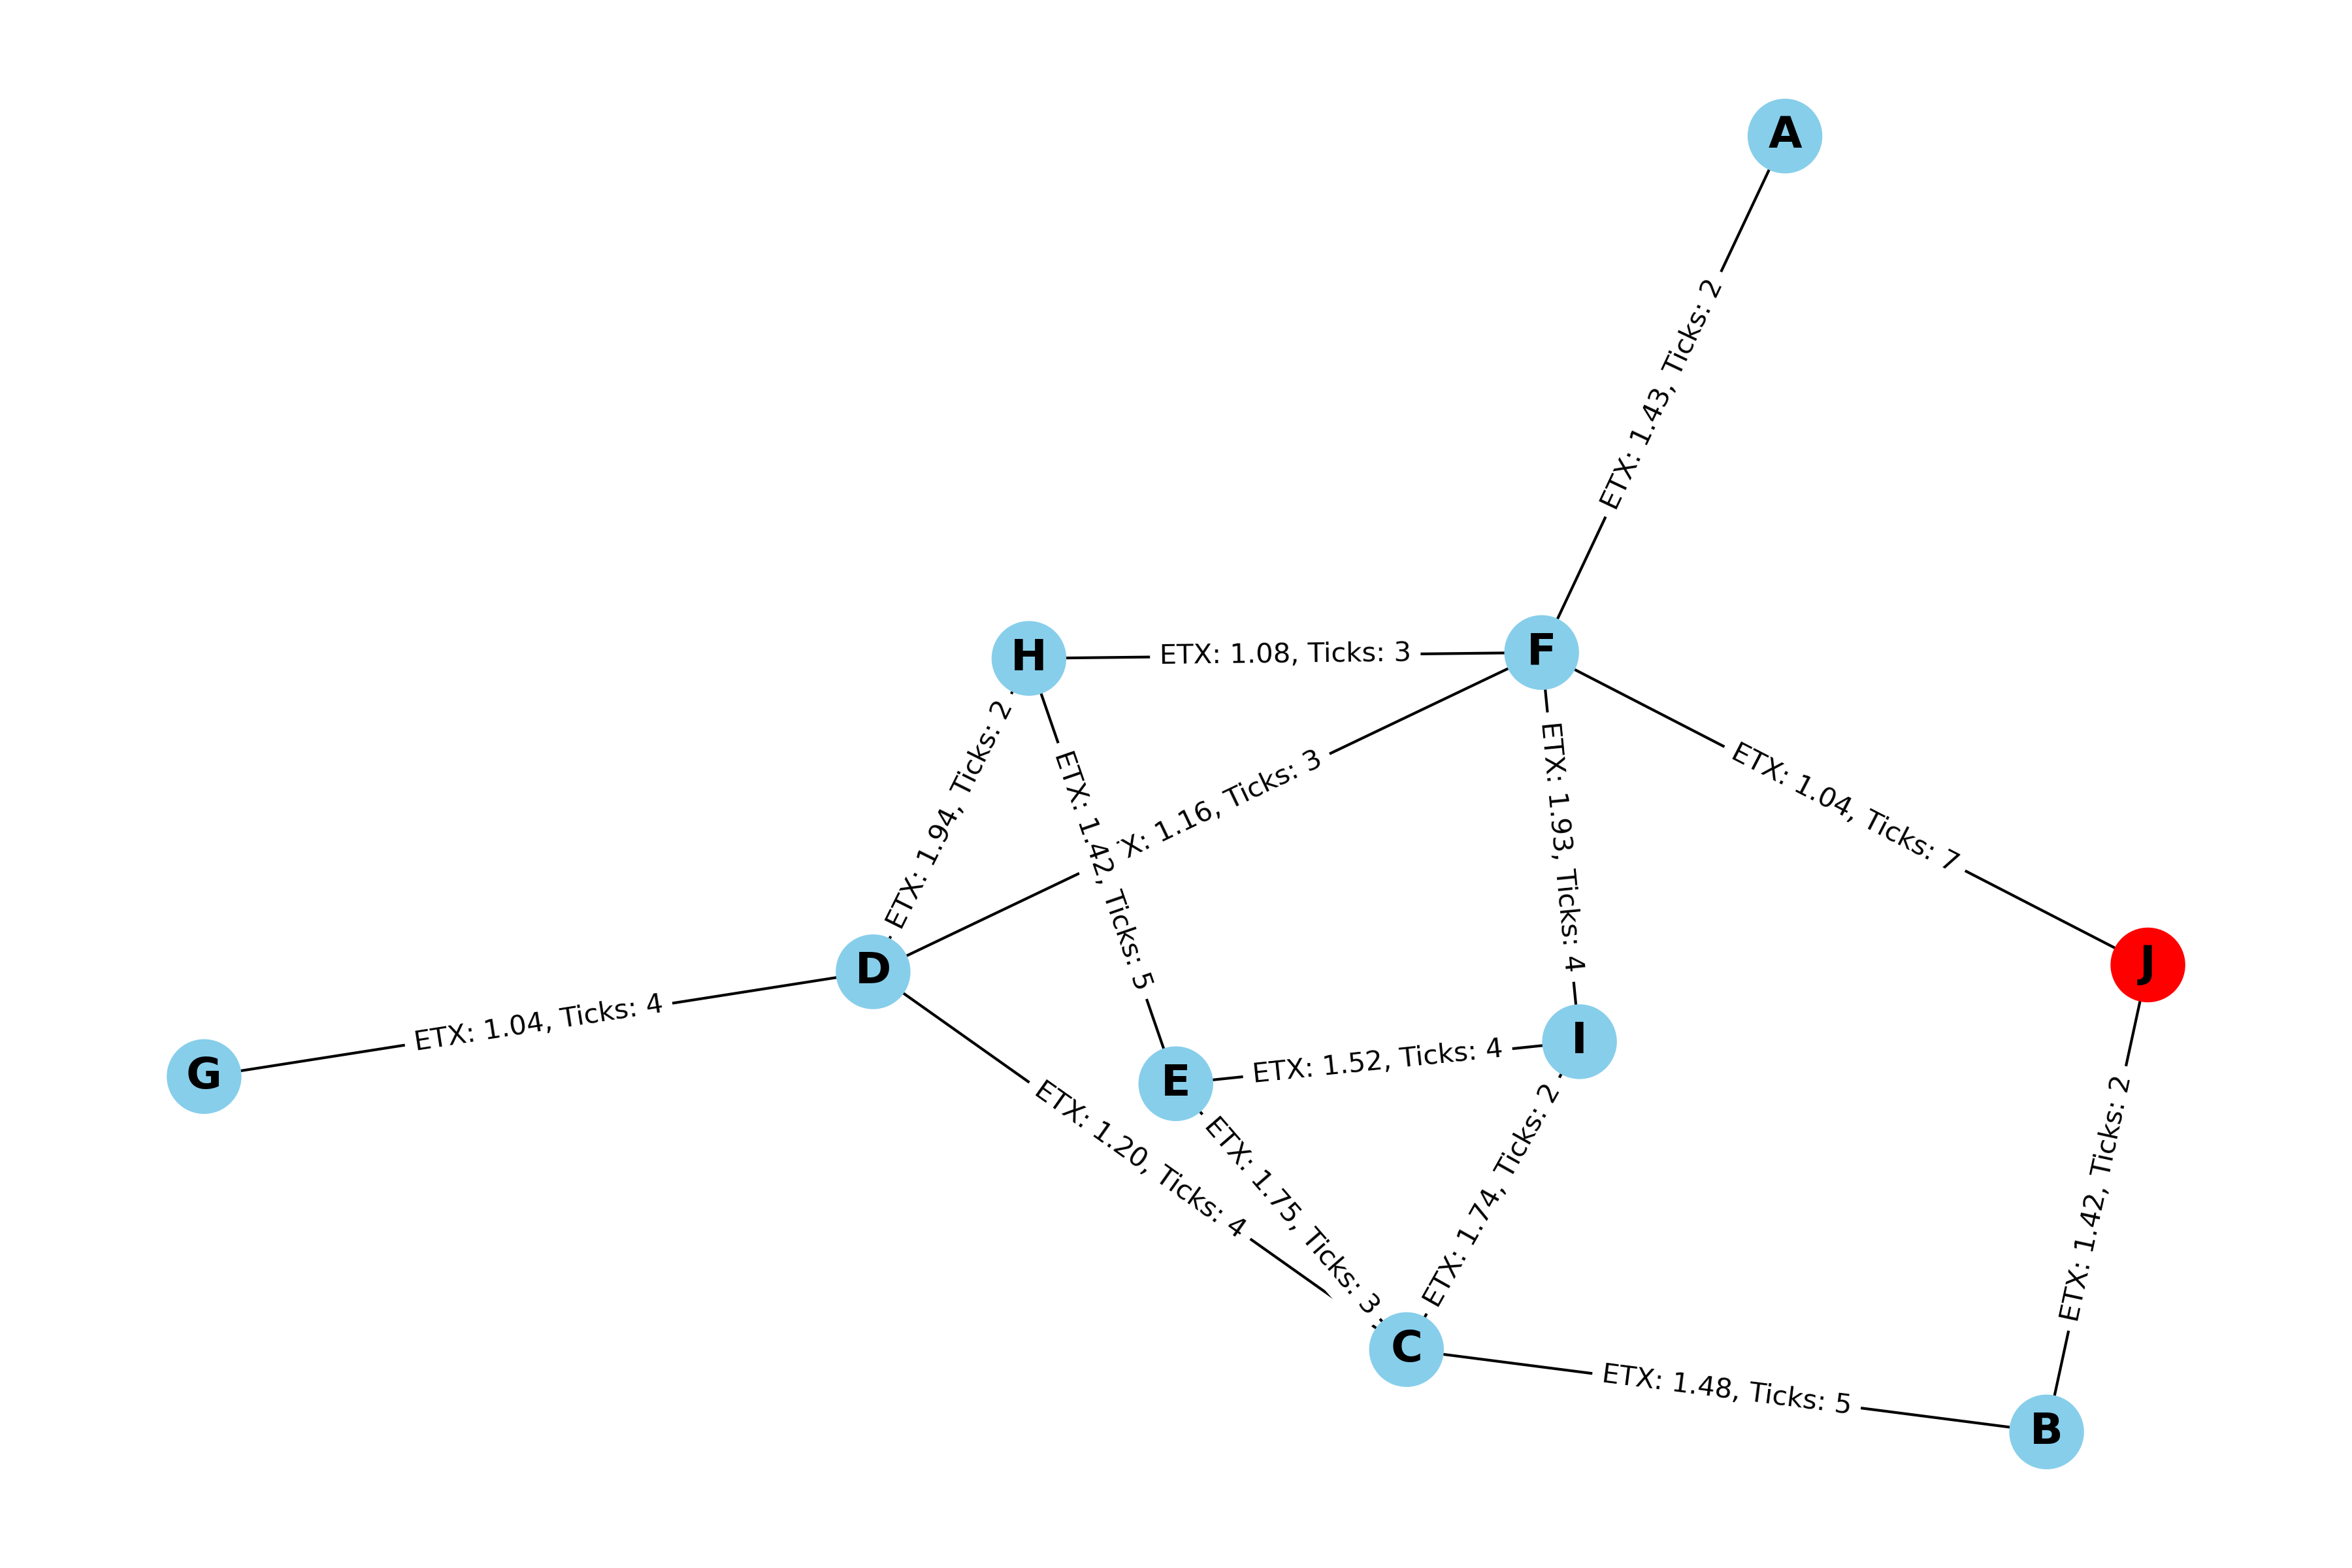 A
ETX: 1.43, Ticks: 2
H
ETX: 1.08, Ticks: 3
F
ETX: 1.94, Ticks: 2
ETX: 1.42, Ticks: 5
X: 1.16, Ticks: 3
ETX: 1.93, Ticks: 4
ETX: 1.04, Ticks: 7
J
D
ETX: 1.04, Ticks: 4
G
E
ETX: 1.52, Ticks: 4
I
ETX: 1.20, Ticks: 4
ETX: 1.75, Ticks: 3
ETX: 1.74, Ticks: 2
ETX: 1.42, Ticks: 2
C
ETX: 1.48, Ticks: 5
B